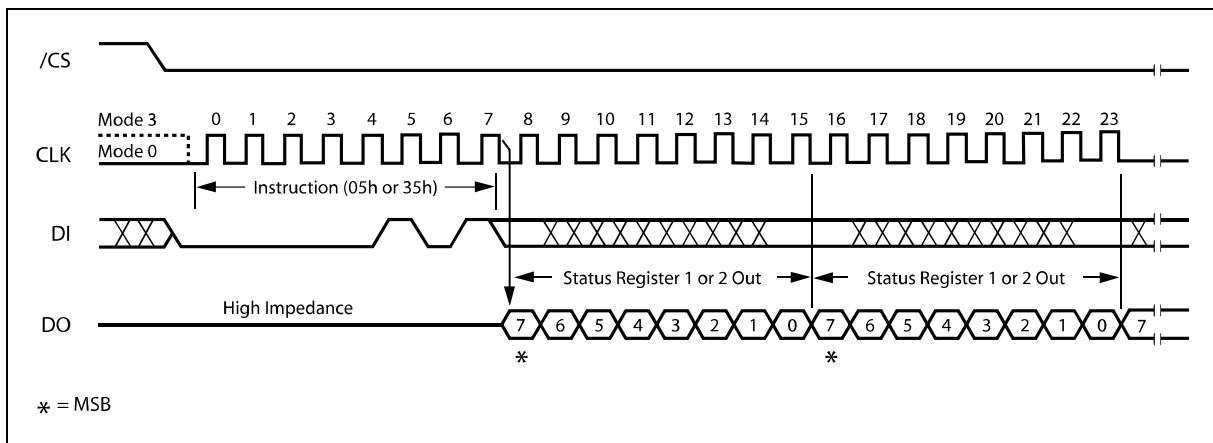 /CS
Mode 3
0 1 2 3 4 5 6 7 8 9 10 11 12 13 14 15 16 17 18 19 20 21 22 23
CLK
Mode 0
Instruction (05h or 35h)
DI
Status Register 1 or 2 Out Status Register 1 or 2 Out
High Impedance
DO
7 6 5 4 3 2 1 0 7 6 5 4 3 2 1 0 7
* *
* = MSB